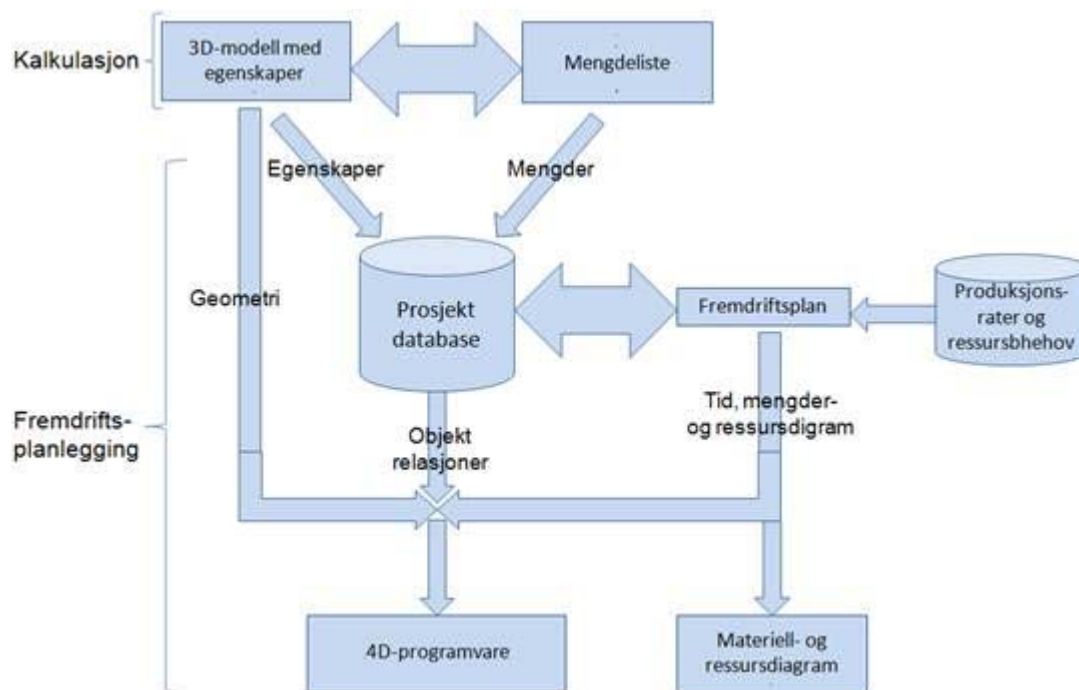 Kalkulasjon
3D-modell med
egenskaper
Mengdeliste
Egenskaper
Mengder
Geometri
Prosjekt
database
Fremdriftsplan
Produksjons-
rater og
ressursbhehov
Fremdrifts-
planlegging
Objekt
relasjoner
Tid, mengder-
og ressursdigram
4D-programvare
Materiell- og
ressursdiagram